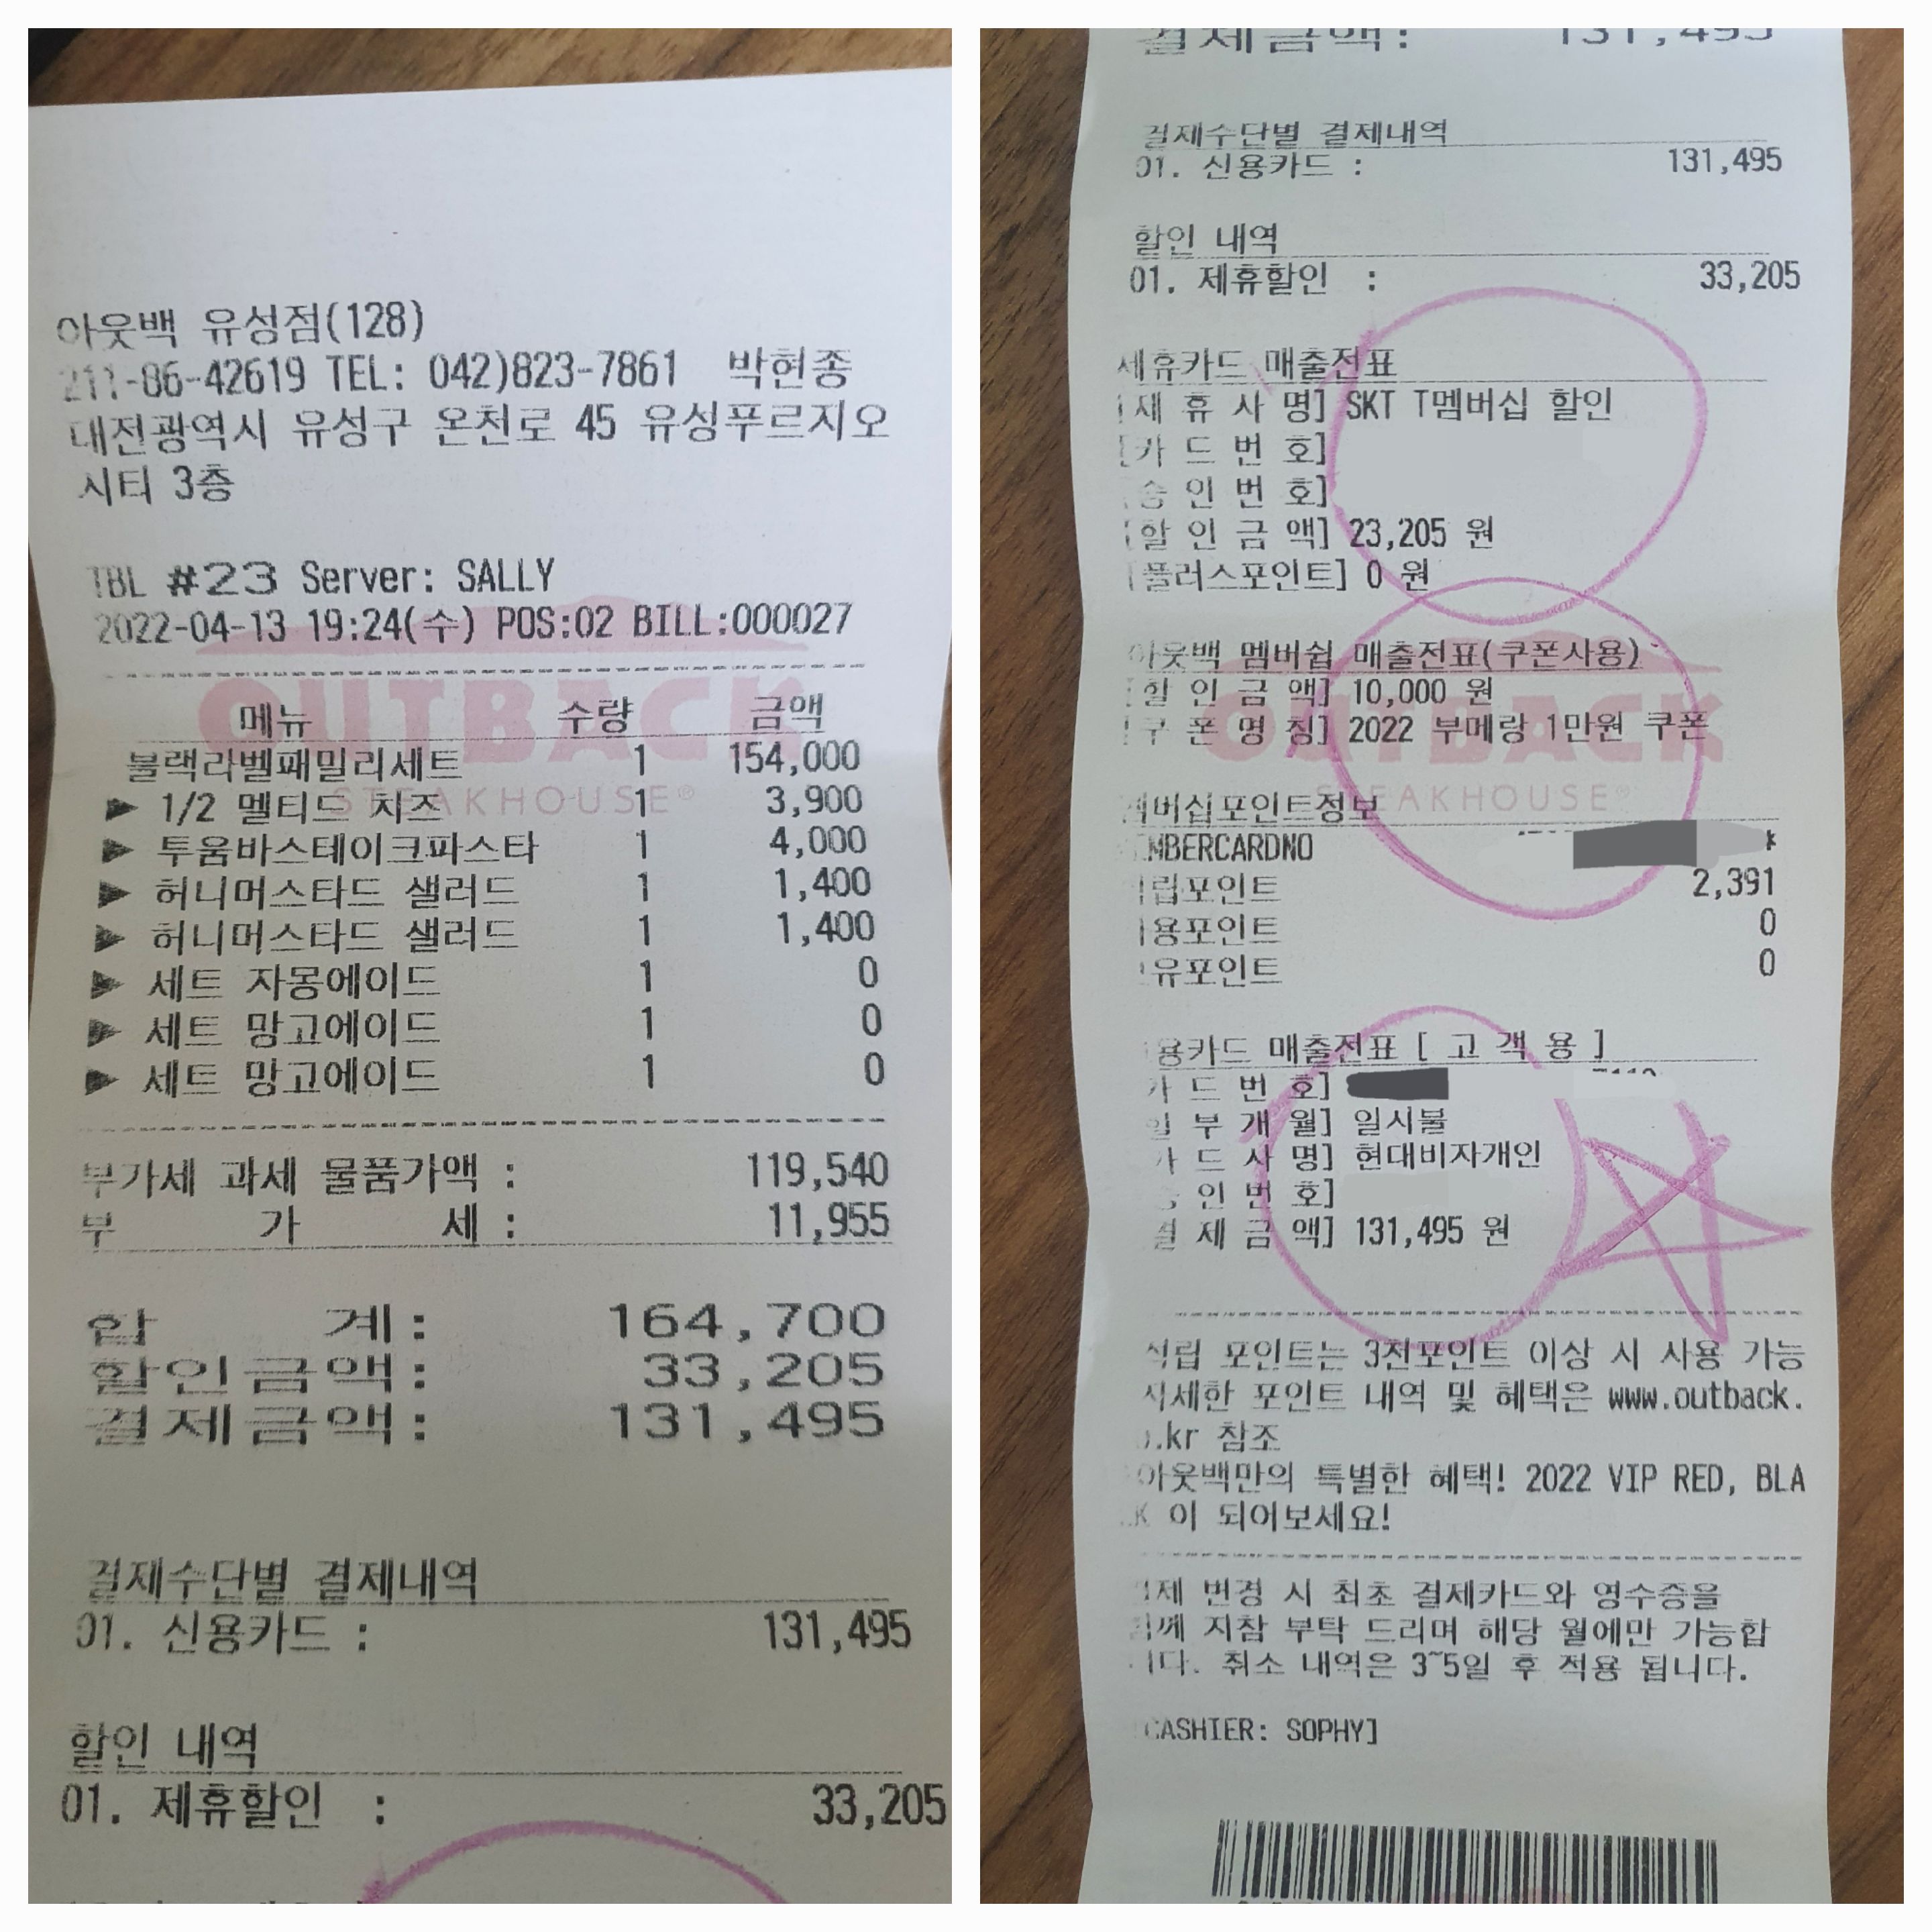 아웃백 유성점(128)
211-86-42619 TEL: 042)823-7861 박헌종
대전광역시 유성구 온천로 45 유성푸르지오
시티 3층
TBL #23 Server: SALLY
2022-04-13 19:24(수) POS:02 BILL:000027
OUTBACK
STEAKHOUSE®
메뉴 수량 금액
블랙라벨패밀리세트 1 154,000
▶ 1/2 멜티드 치즈 1 3,900
▶ 투움바스테이크파스타 1 4,000
▶ 허니머스타드 샐러드 1 1,400
▶ 허니머스타드 샐러드 1 1,400
▶ 세트 자몽에이드 1 0
▶ 세트 망고에이드 1 0
▶ 세트 망고에이드 1 0
부가세 과세 물품가액 : 119,540
부 가 세 : 11,955
합 계: 164,700
할인금액: 33,205
결제금액: 131,495
결재수단별 결제내역
01. 신용카드 : 131,495
할인 내역
01. 제휴할인 : 33,205
결제금액: 131,495
결재수단별 결제내역
01. 신용카드 : 131,495
할인 내역
01. 제휴할인 : 33,205
제휴카드 매출전표
[제 휴 사 명] SKT T멤버십 할인
[카 드 번 호]
[승 인 번 호]
[할 인 금 액] 23,205 원
[플러스포인트] 0 원
아웃백 멤버쉽 매출전표(쿠폰사용)
[할 인 금 액] 10,000 원
[쿠 폰 명 칭] 2022 부메랑 1만원 쿠폰
OUTBACK
STEAKHOUSE®
멤버십포인트정보
EMBERCARDNO
립포인트 2,391
용포인트 0
유포인트 0
용카드 매출전표 [ 고 객 용 ]
카 드 번 호]
할 부 개 월] 일시불
카 드 사 명] 현대비자개인
승 인 번 호]
결 제 금 액] 131,495 원
적립 포인트는 3천포인트 이상 시 사용 가능
자세한 포인트 내역 및 혜택은 www.outback.
o.kr 참조
아웃백만의 특별한 혜택! 2022 VIP RED, BLA
K 이 되어보세요!
결제 변경 시 최초 결제카드와 영수증을
함께 지참 부탁 드리며 해당 월에만 가능합
니다. 취소 내역은 3~5일 후 적용 됩니다.
[CASHIER: SOPHY]